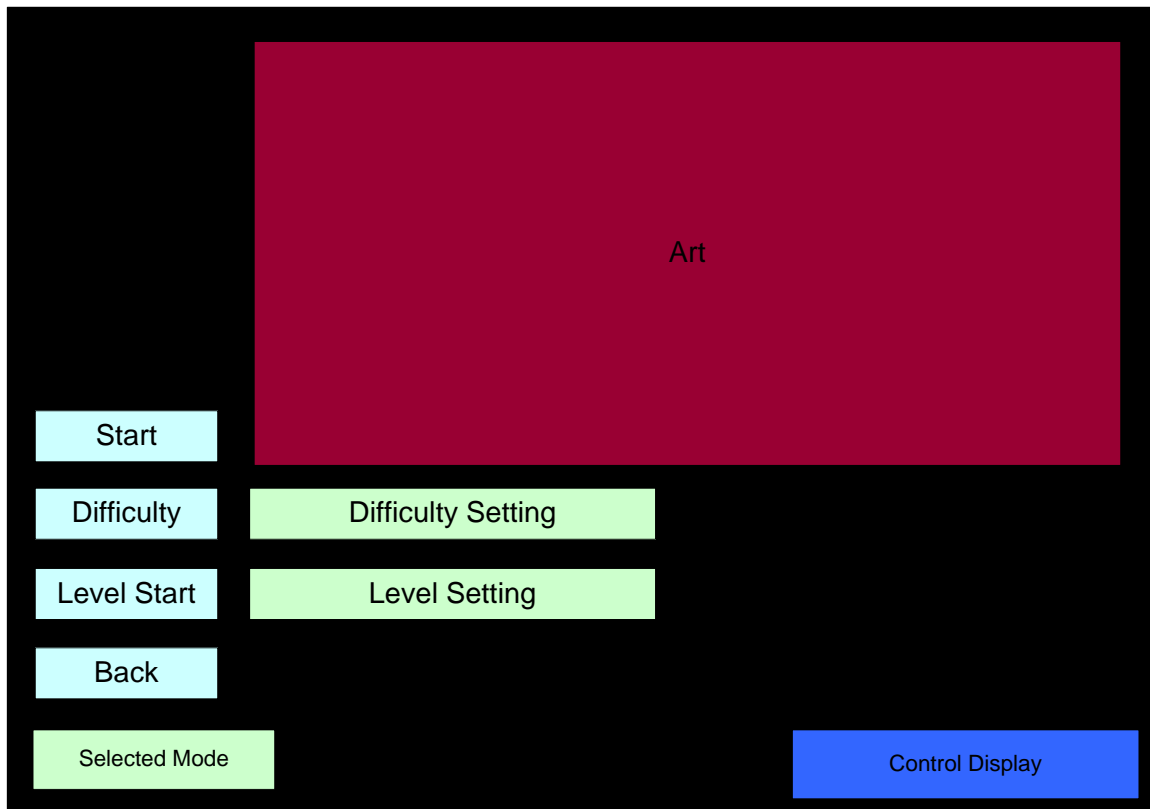 Art
Start
Difficulty
Difficulty Setting
Level Start
Level Setting
Back
Selected Mode
Control Display